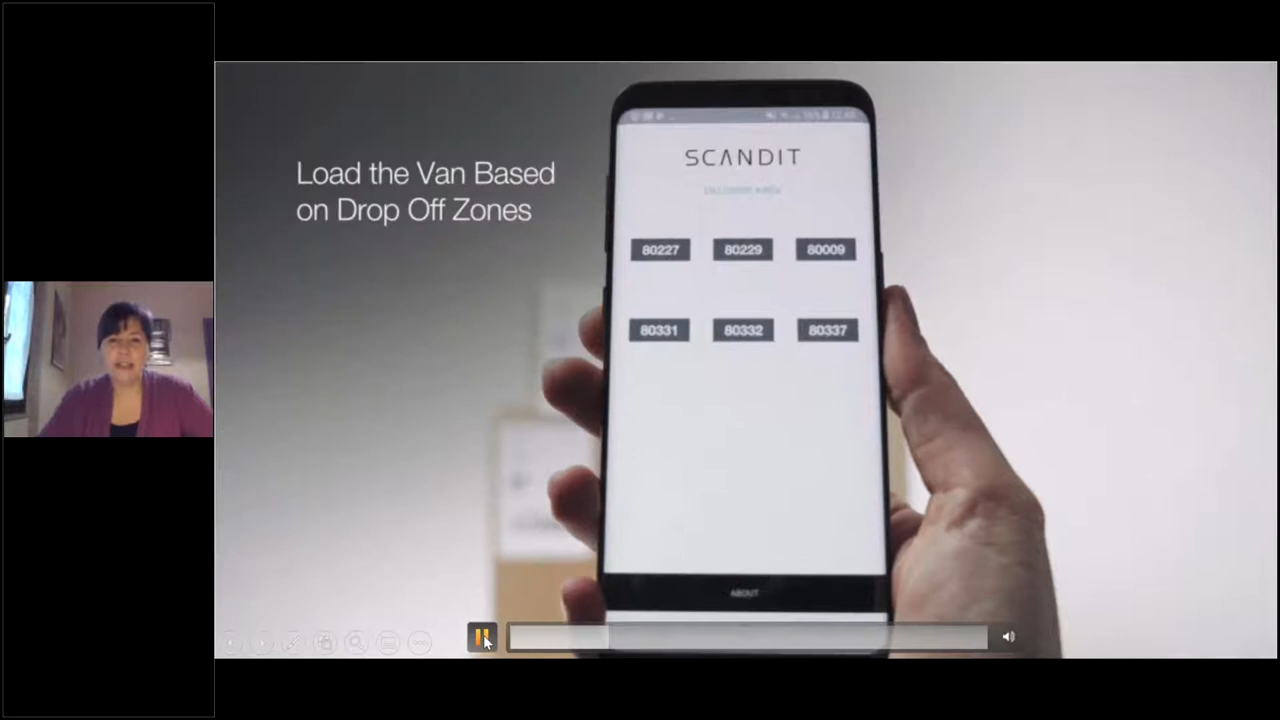 Load the Van Based
on Drop Off Zones
SCANDIT
80227 80229 80009
80331 80332 80337
ABOUT